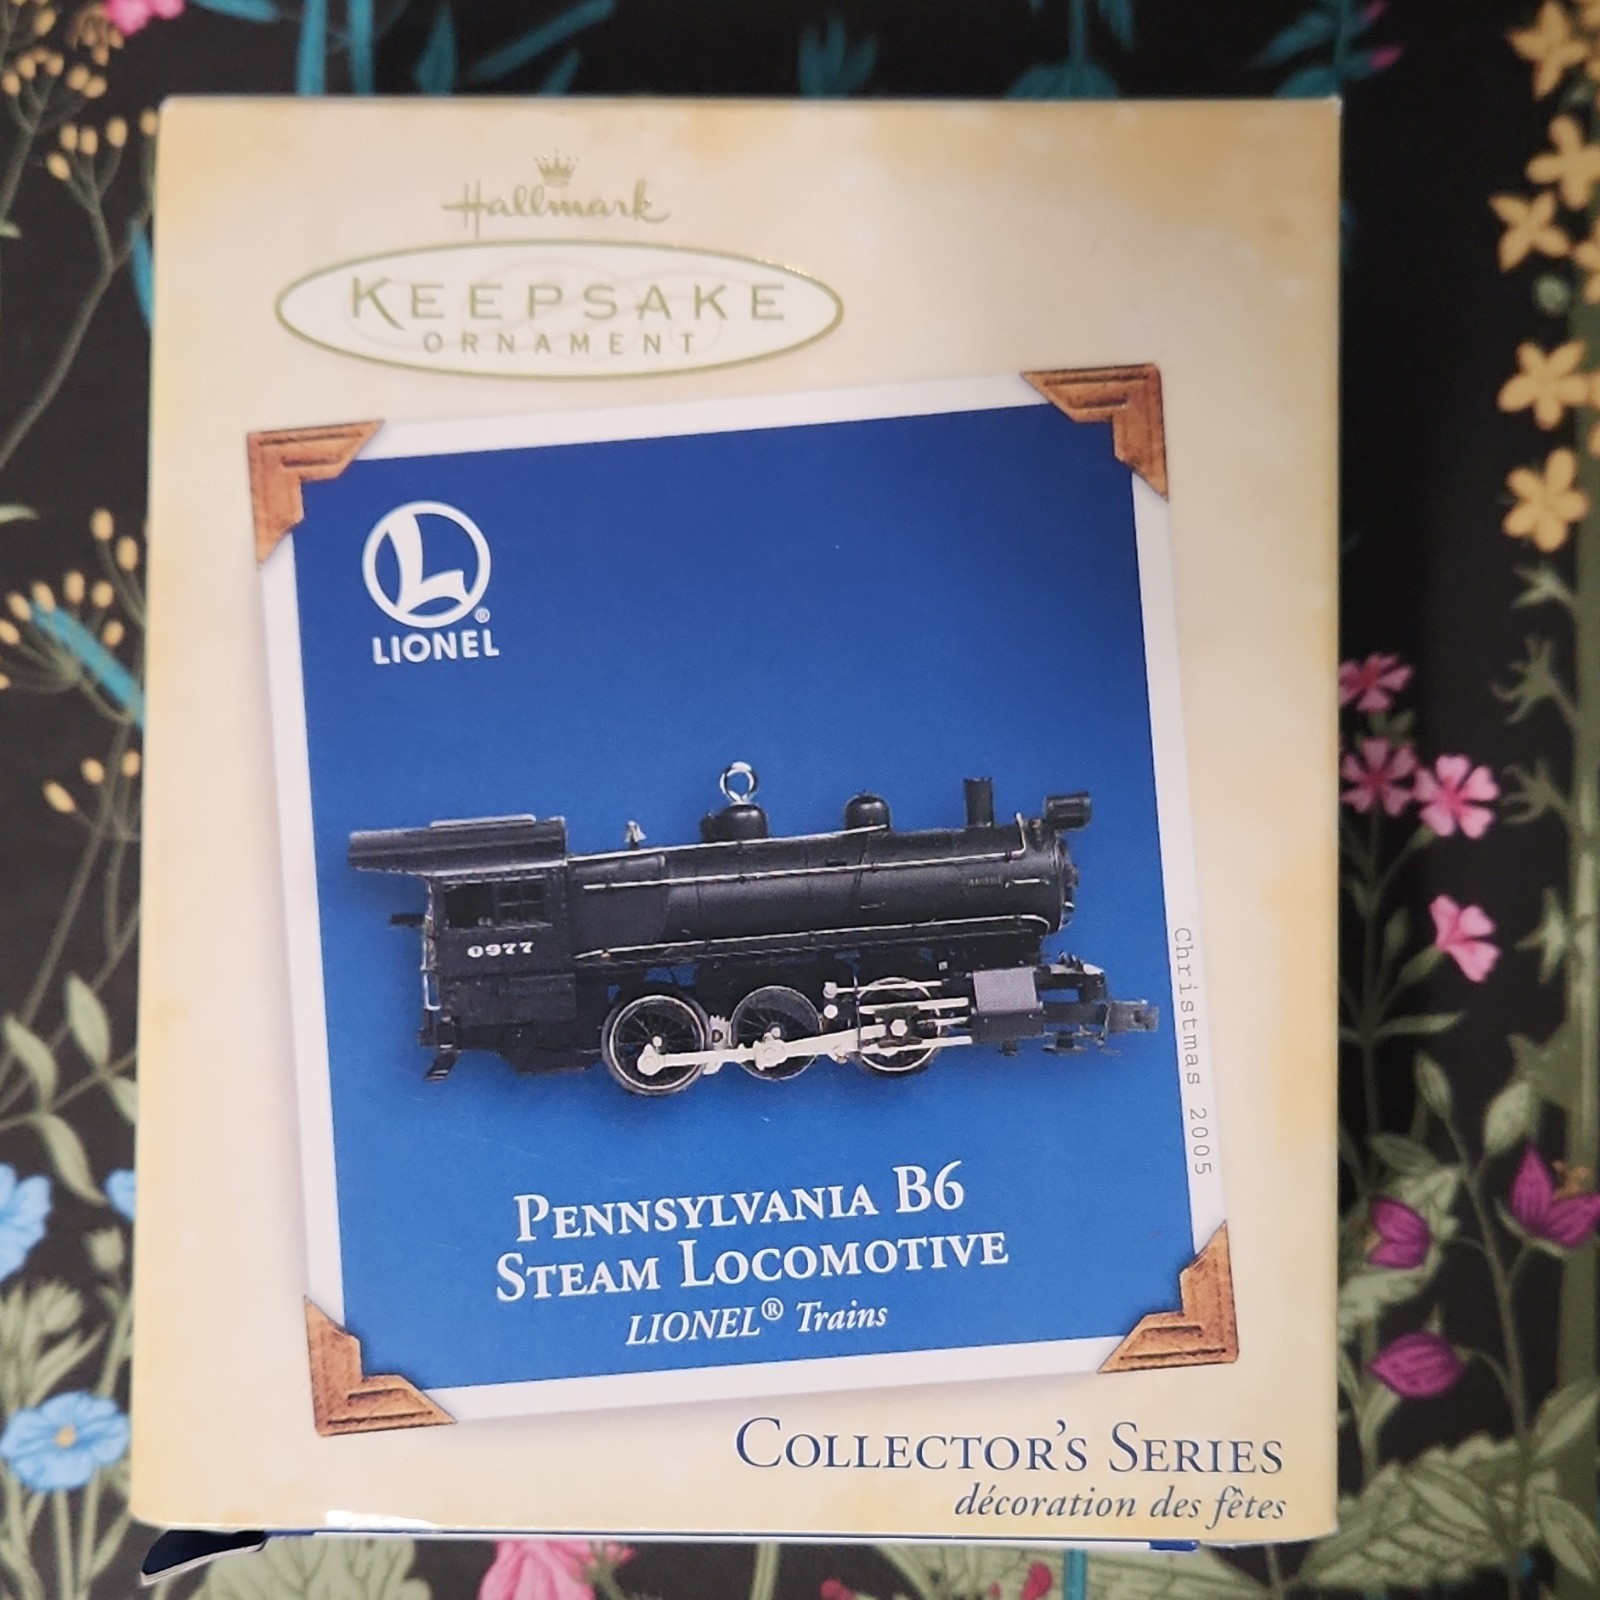 Hallmark
KEEPSAKE
ORNAMENT
L
®
LIONEL
0977
Christmas 2005
PENNSYLVANIA B6
STEAM LOCOMOTIVE
LIONEL® Trains
COLLECTOR'S SERIES
décoration des fêtes